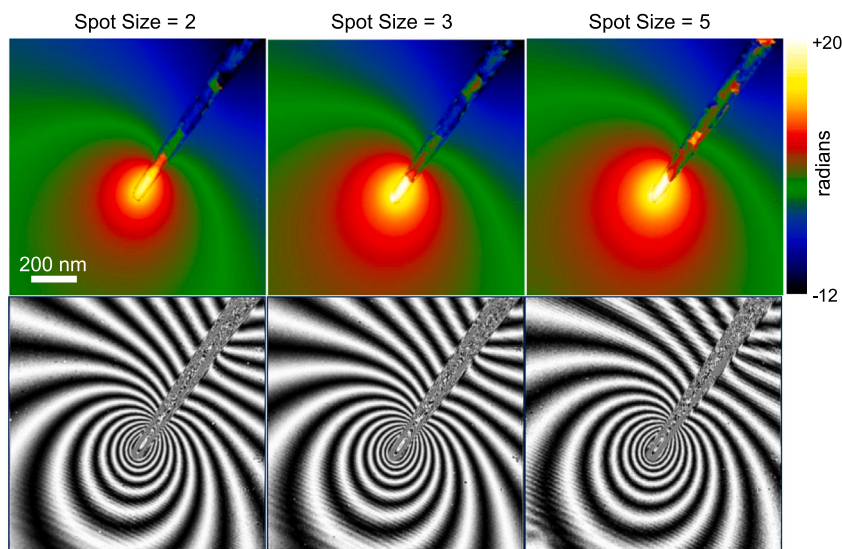 Spot Size = 2
Spot Size = 3
Spot Size = 5
+20
radians
-12
200 nm